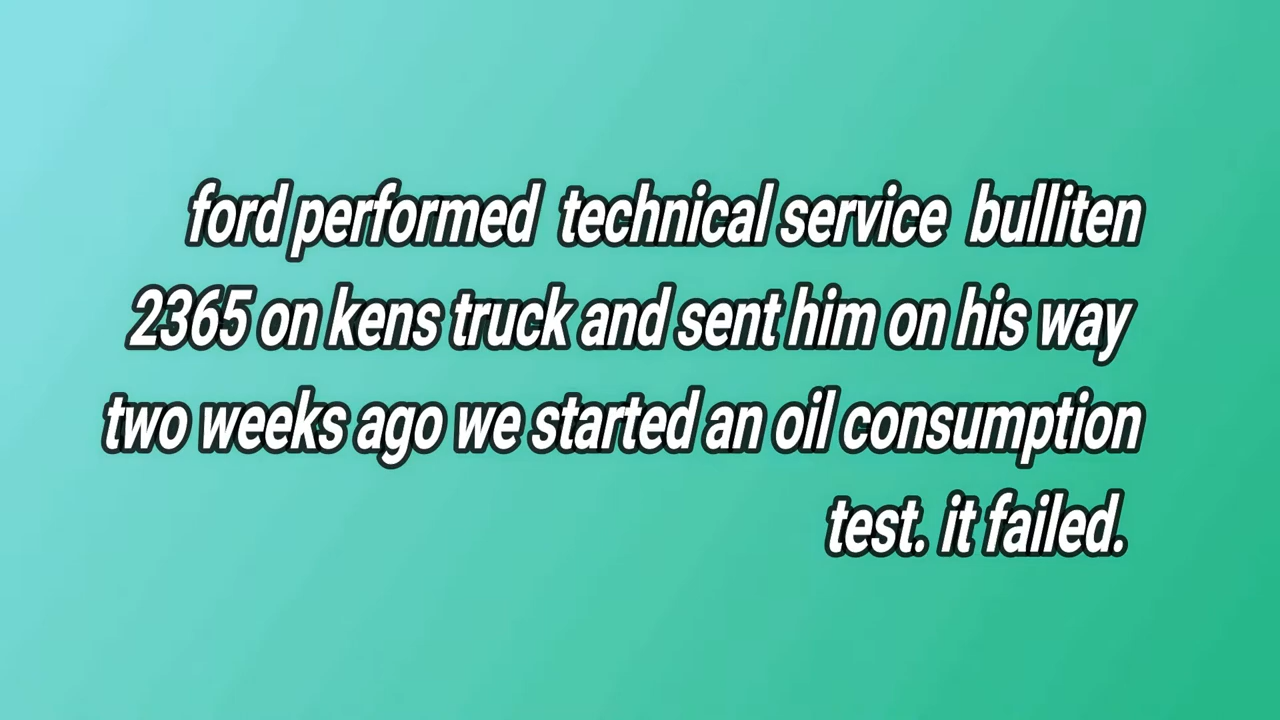 ford performed technical service bulliten
2365 on kens truck and sent him on his way
two weeks ago we started an oil consumption
test. it failed.